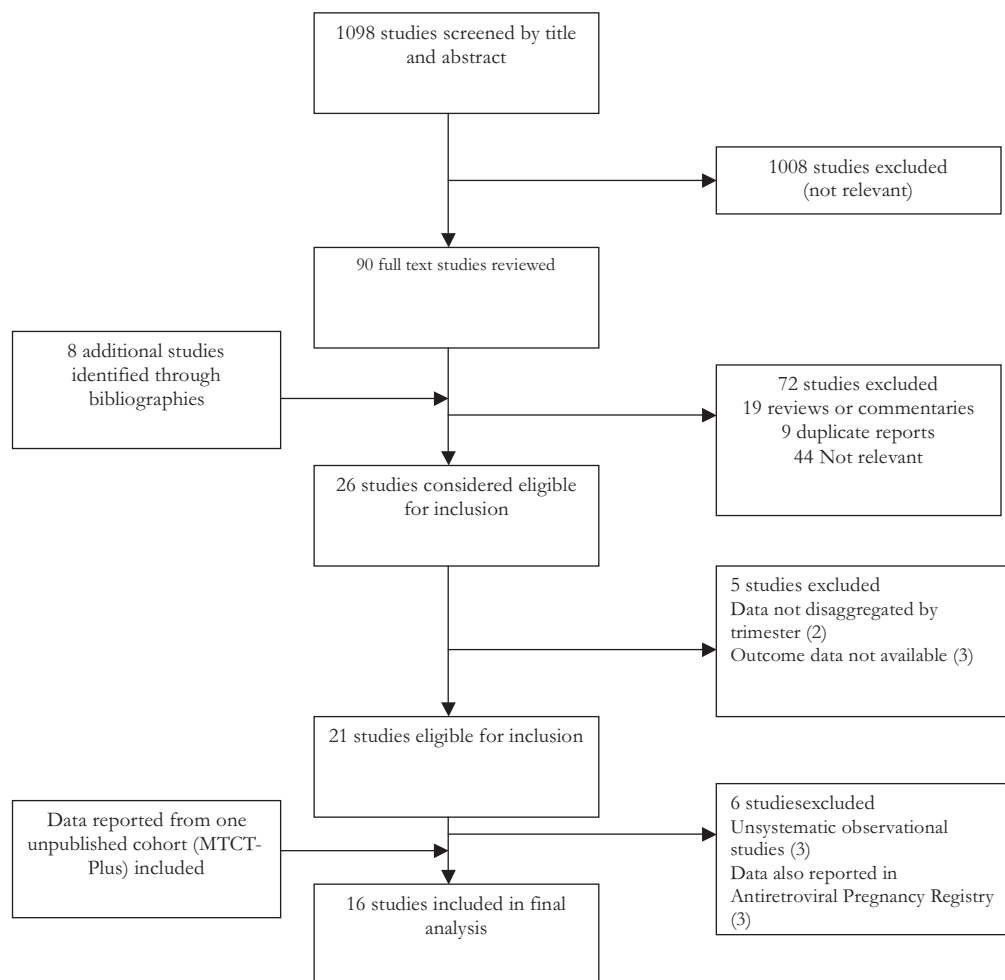 1098 studies screened by title
and abstract
1008 studies excluded
(not relevant)
90 full text studies reviewed
8 additional studies
identified through
bibliographies
72 studies excluded
19 reviews or commentaries
9 duplicate reports
44 Not relevant
26 studies considered eligible
for inclusion
5 studies excluded
Data not disaggregated by
trimester (2)
Outcome data not available (3)
21 studies eligible for inclusion
Data reported from one
unpublished cohort (MTCT-
Plus) included
6 studiesexcluded
Unsystematic observational
studies (3)
Data also reported in
Antiretroviral Pregnancy Registry
(3)
16 studies included in final
analysis